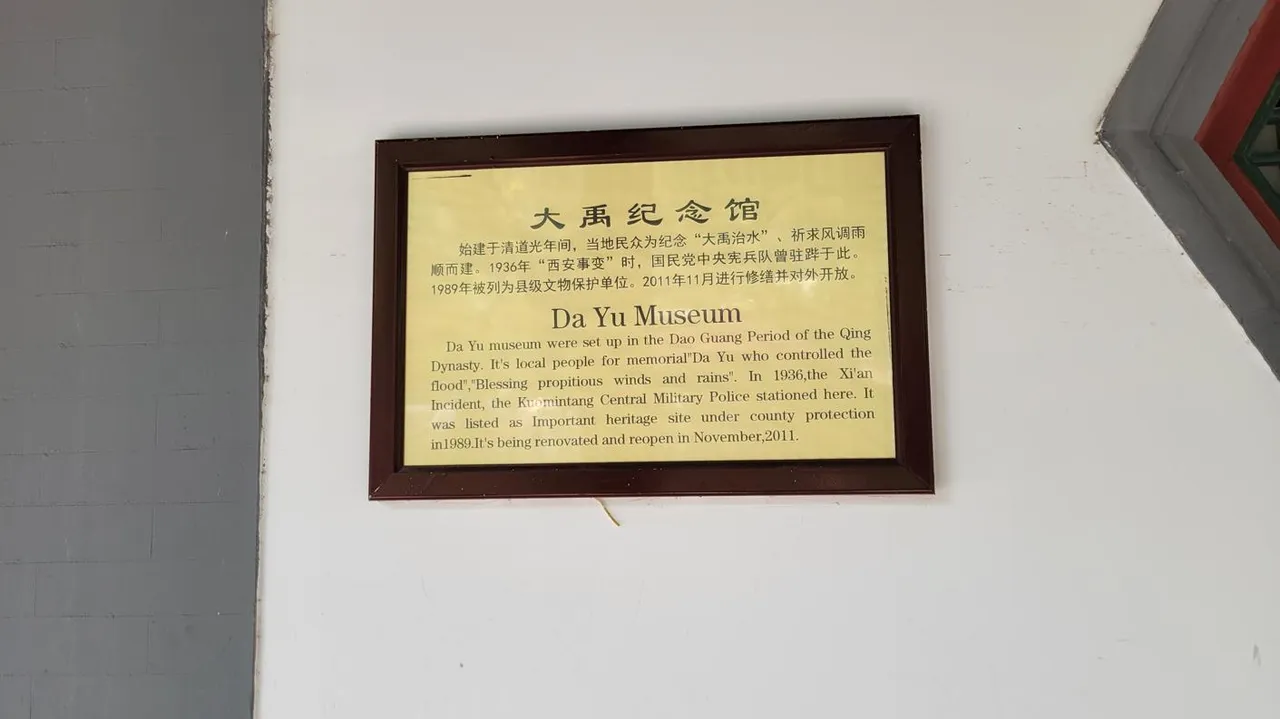 大禹纪念馆
始建于清道光年间，当地民众为纪念“大禹治水”、祈求风调雨
顺而建。1936年“西安事变”时，国民党中央宪兵队曾驻跸于此。
1989年被列为县级文物保护单位。2011年11月进行修缮并对外开放。
Da Yu Museum
Da Yu museum were set up in the Dao Guang Period of the Qing
Dynasty. It's local people for memorial"Da Yu who controlled the
flood","Blessing propitious winds and rains". In 1936,the Xi'an
Incident, the Kuomintang Central Military Police stationed here. It
was listed as Important heritage site under county protection
in1989.It's being renovated and reopen in November,2011.